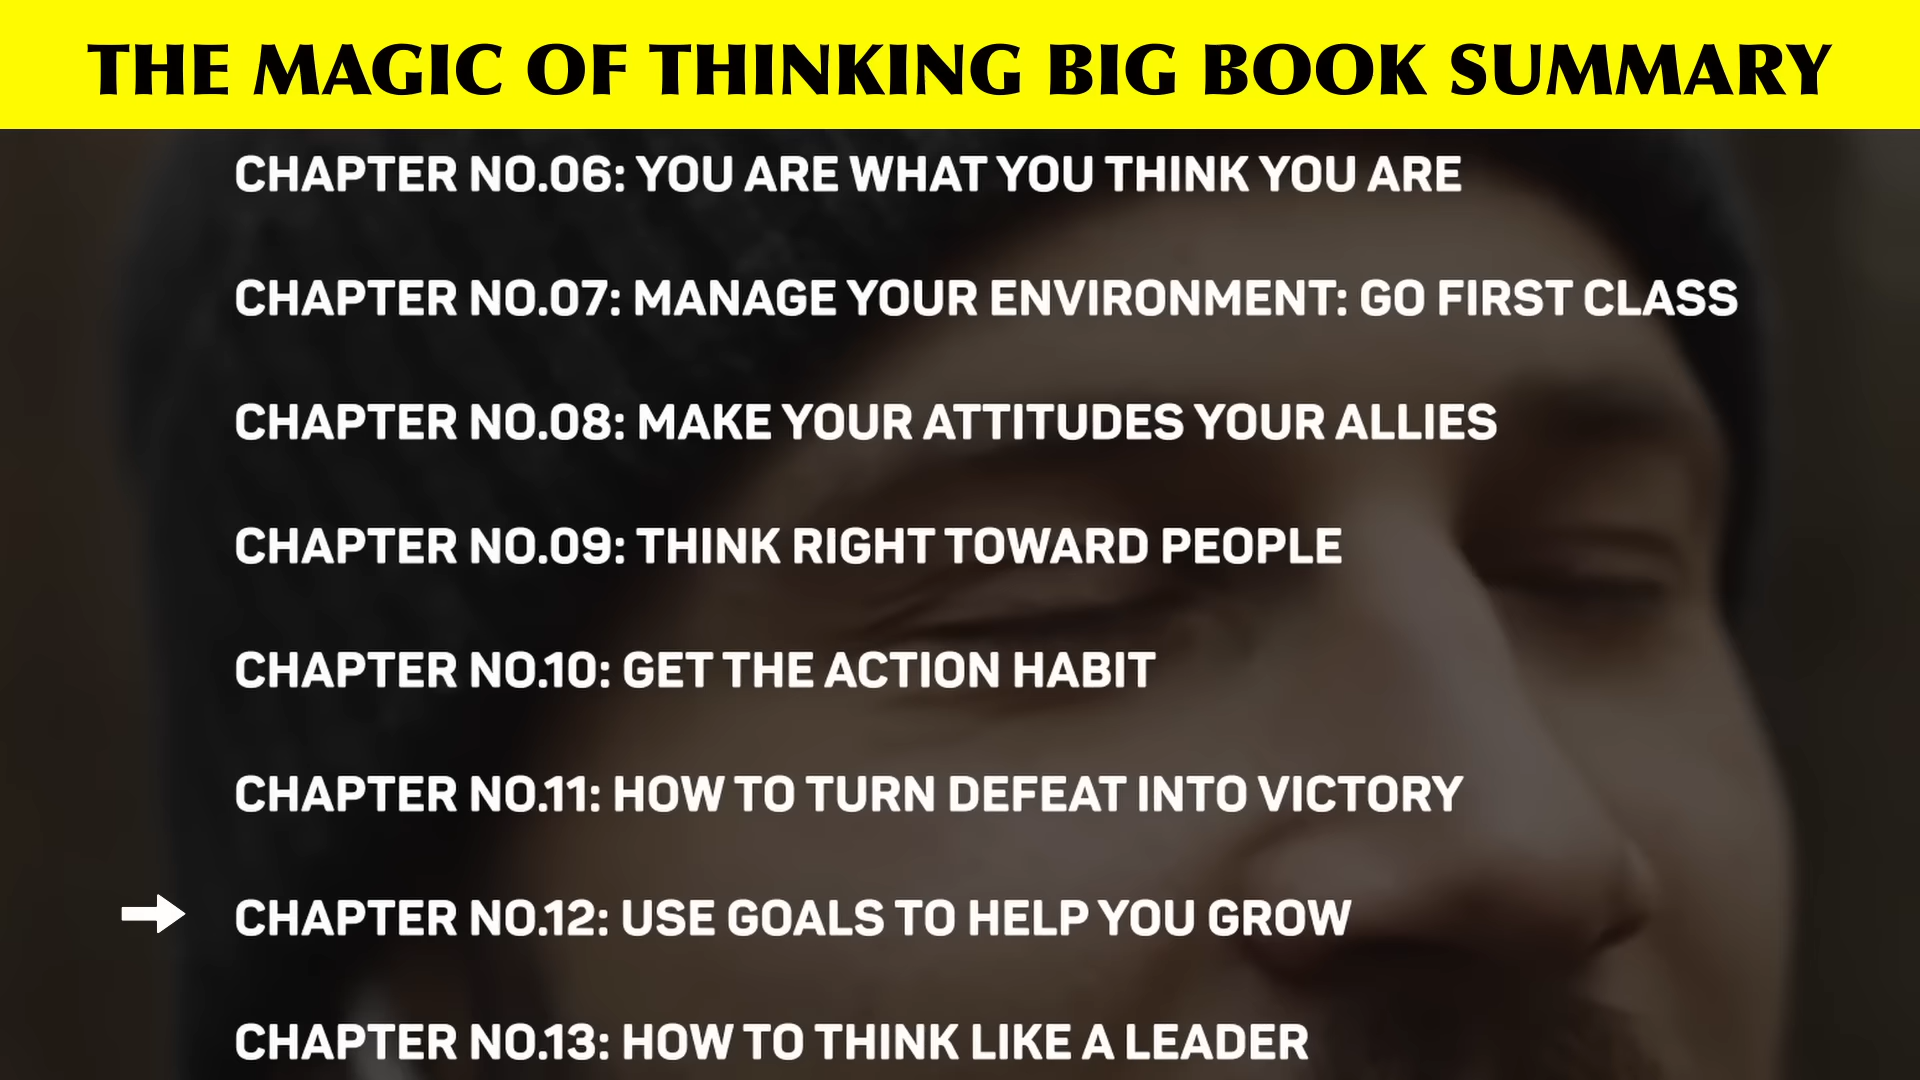 THE MAGIC OF THINKING BIG BOOK SUMMARY
CHAPTER NO.06: YOU ARE WHAT YOU THINK YOU ARE
CHAPTER NO.07: MANAGE YOUR ENVIRONMENT: GO FIRST CLASS
CHAPTER NO.08: MAKE YOUR ATTITUDES YOUR ALLIES
CHAPTER NO.09: THINK RIGHT TOWARD PEOPLE
CHAPTER NO.10: GET THE ACTION HABIT
CHAPTER NO.11: HOW TO TURN DEFEAT INTO VICTORY
CHAPTER NO.12: USE GOALS TO HELP YOU GROW
CHAPTER NO.13: HOW TO THINK LIKE A LEADER